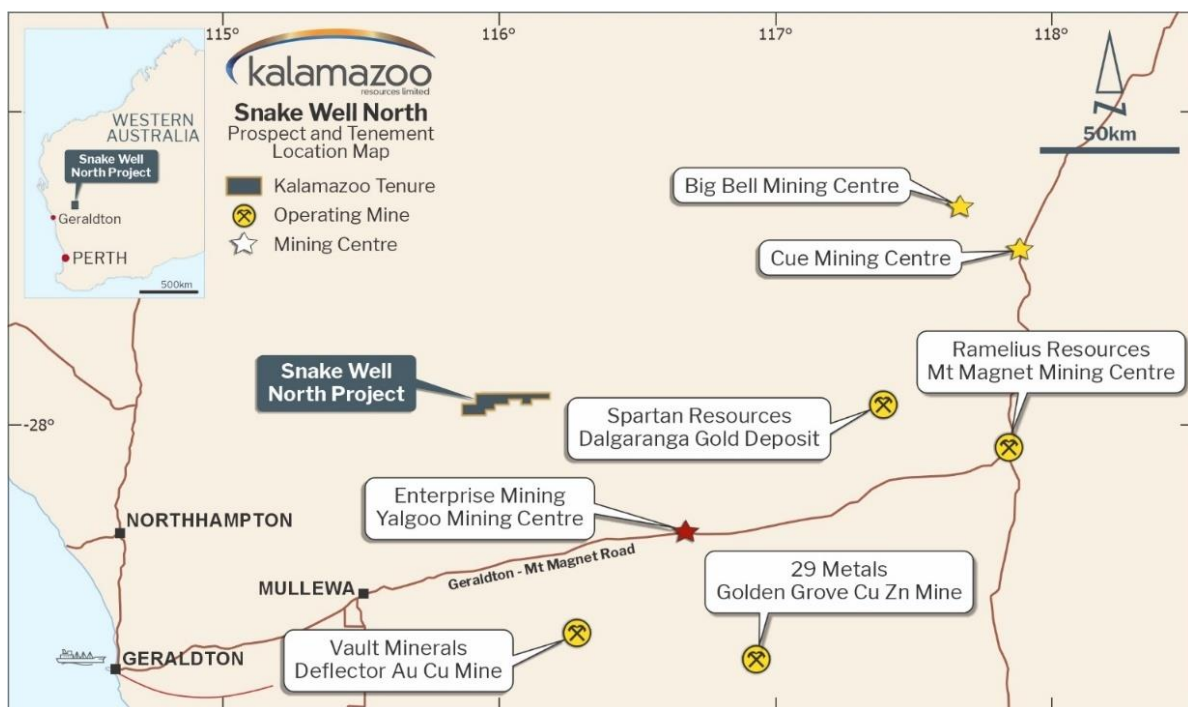 115°
116°
117°
118°
-28°
WESTERN
AUSTRALIA
Snake Well
North Project
Geraldton
PERTH
500km
kalamazoo
resources limited
Snake Well North
Prospect and Tenement
Location Map
Kalamazoo Tenure
Operating Mine
Mining Centre
N
50km
Big Bell Mining Centre
Cue Mining Centre
Ramelius Resources
Mt Magnet Mining Centre
Snake Well
North Project
Spartan Resources
Dalgaranga Gold Deposit
Enterprise Mining
Yalgoo Mining Centre
NORTHHAMPTON
Geraldton - Mt Magnet Road
MULLEWA
29 Metals
Golden Grove Cu Zn Mine
Vault Minerals
Deflector Au Cu Mine
GERALDTON